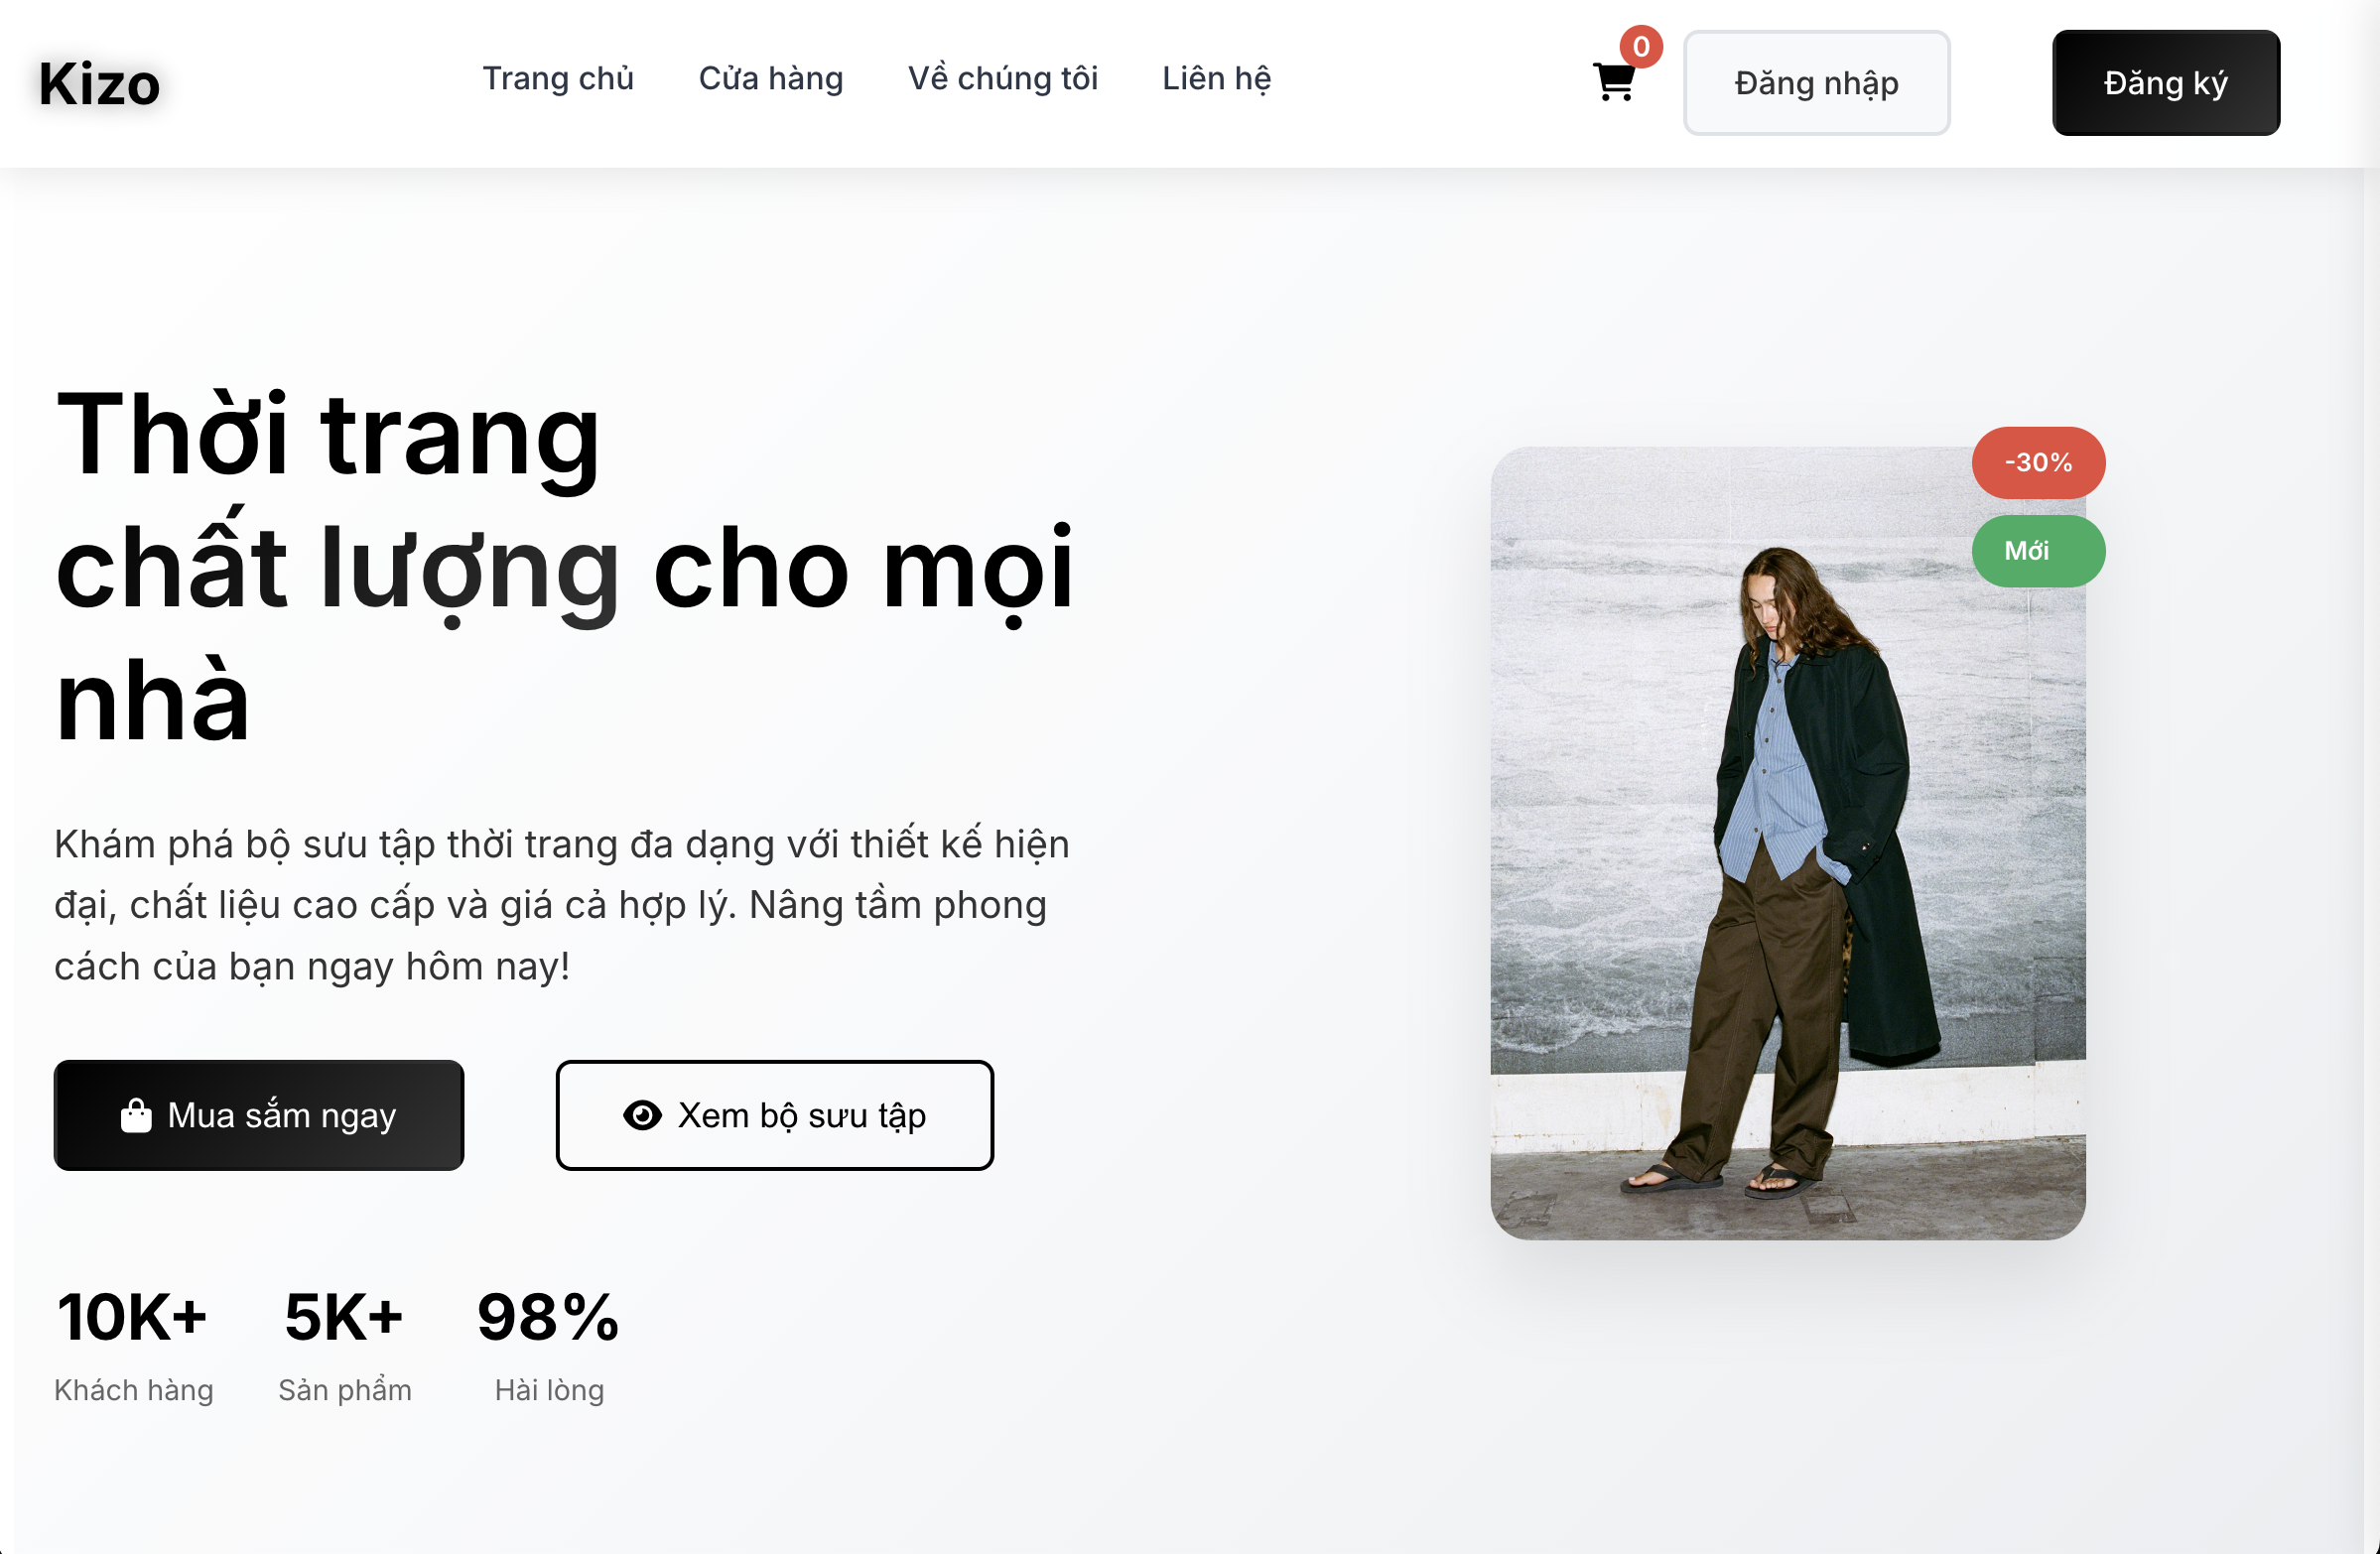 Kizo
Trang chủ
Cửa hàng
Về chúng tôi
Liên hệ
0
Đăng nhập
Đăng ký
Thời trang
chất lượng cho mọi
nhà
Khám phá bộ sưu tập thời trang đa dạng với thiết kế hiện
đại, chất liệu cao cấp và giá cả hợp lý. Nâng tầm phong
cách của bạn ngay hôm nay!
Mua sắm ngay
Xem bộ sưu tập
10K+
Khách hàng
5K+
Sản phẩm
98%
Hài lòng
-30%
Mới